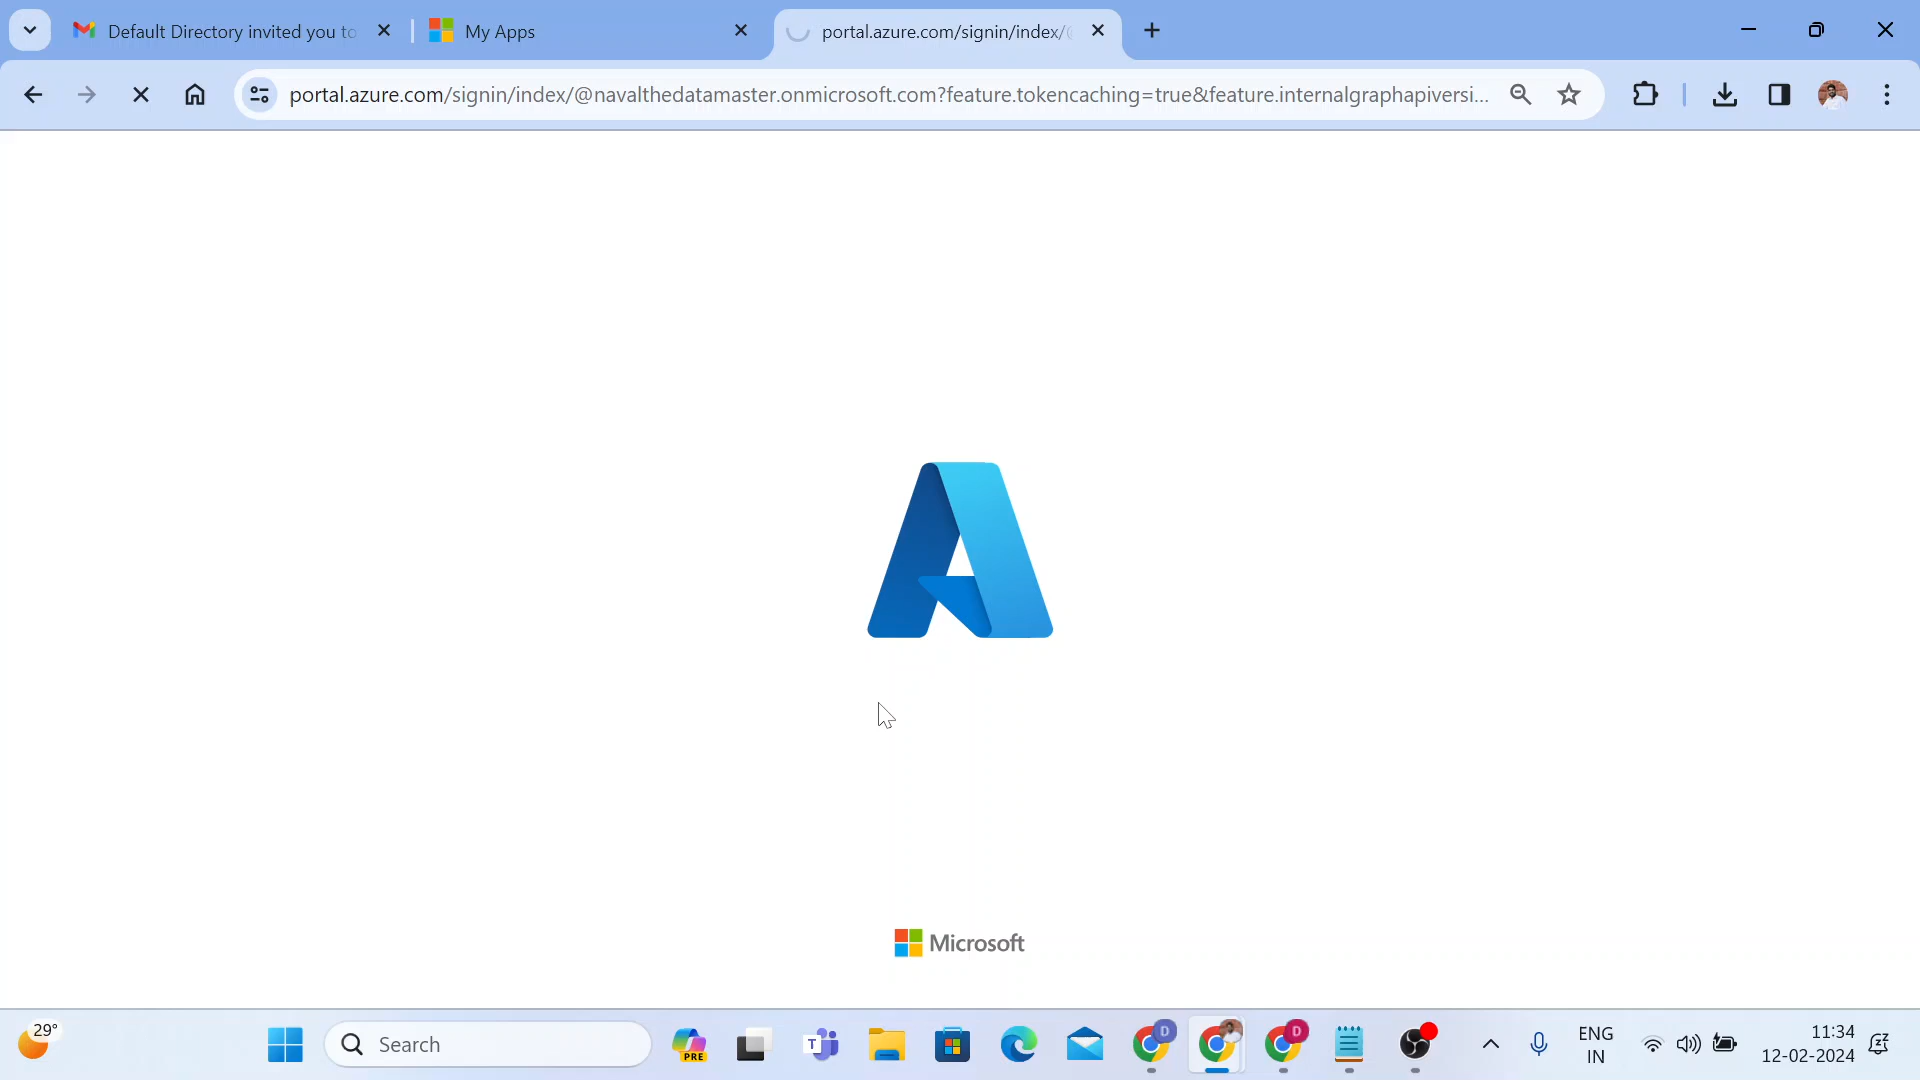 Default Directory invited you to
My Apps
portal.azure.com/signin/index/
portal.azure.com/signin/index/@navalthedatamaster.onmicrosoft.com?feature.tokencaching=true&feature.internalgraphapiversi...
Microsoft
29°
Search
PRE
T
D
D
ENG
IN
11:34
12-02-2024